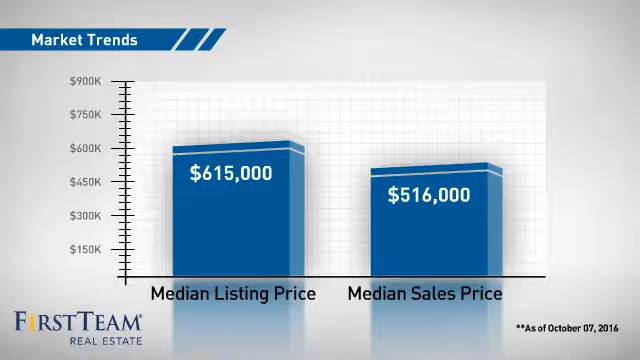 Market Trends
$900K
$750K
$600K
$450K
$300K
$150K
$615,000
$516,000
Median Listing Price
Median Sales Price
FIRSTTEAM®
REAL ESTATE
**As of October 07, 2016